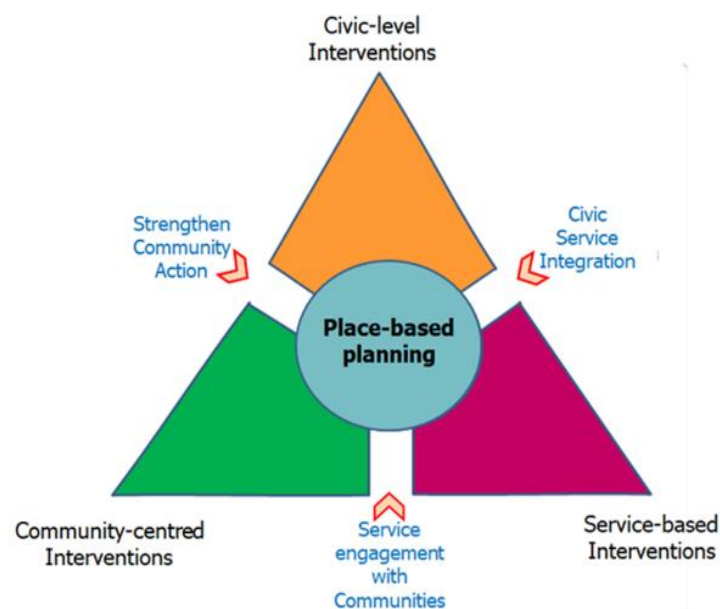 Civic-level
Interventions
Strengthen
Community
Action
Civic
Service
Integration
Place-based
planning
Community-centred
Interventions
Service
engagement
with
Communities
Service-based
Interventions